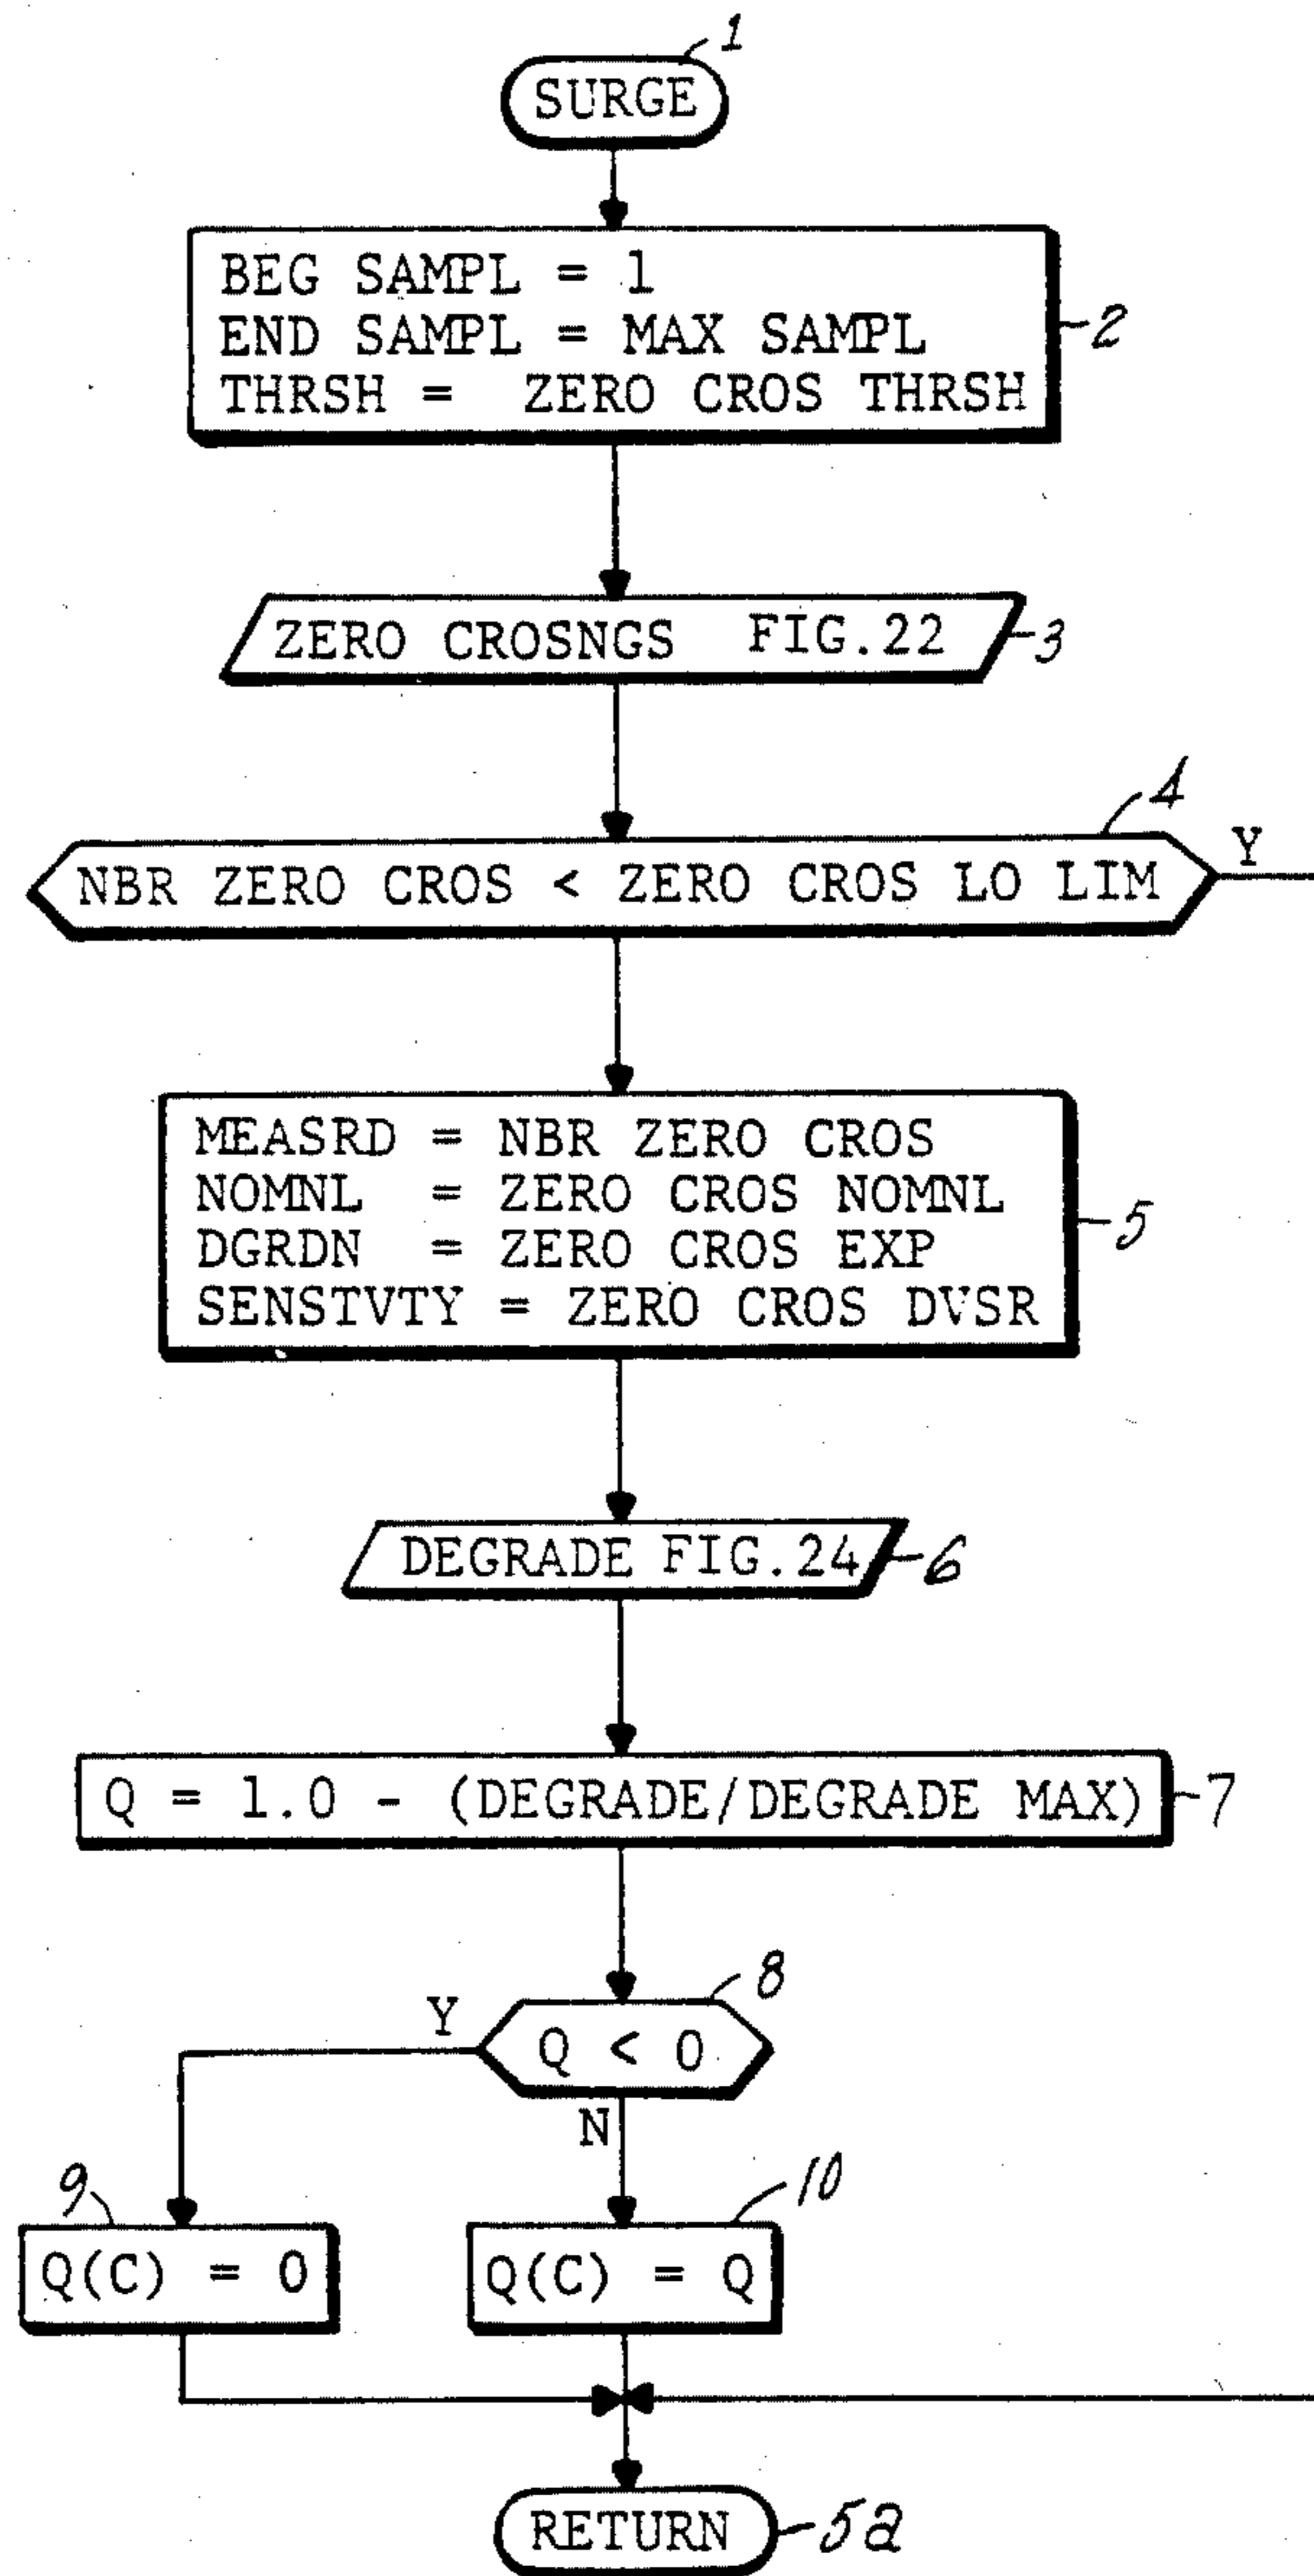 1
SURGE
BEG SAMPL = 1
END SAMPL = MAX SAMPL
THRSH = ZERO CROS THRSH
2
ZERO CROSNGS FIG.22
3
4
NBR ZERO CROS < ZERO CROS LO LIM
Y
MEASRD = NBR ZERO CROS
NOMNL = ZERO CROS NOMNL
DGRDN = ZERO CROS EXP
SENSTVTY = ZERO CROS DVSR
5
DEGRADE FIG.24
6
Q = 1.0 - (DEGRADE/DEGRADE MAX)
7
8
Y
Q < 0
N
9
10
Q(C) = 0
Q(C) = Q
RETURN
5a